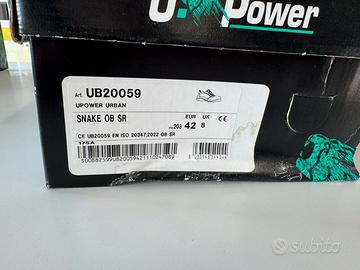 U Power
Art. UB20059
UPOWER URBAN
EUR UK
SNAKE OB SR
203 42 8
CE UB20059 EN ISO 20347:2022 OB SR
175A
subito